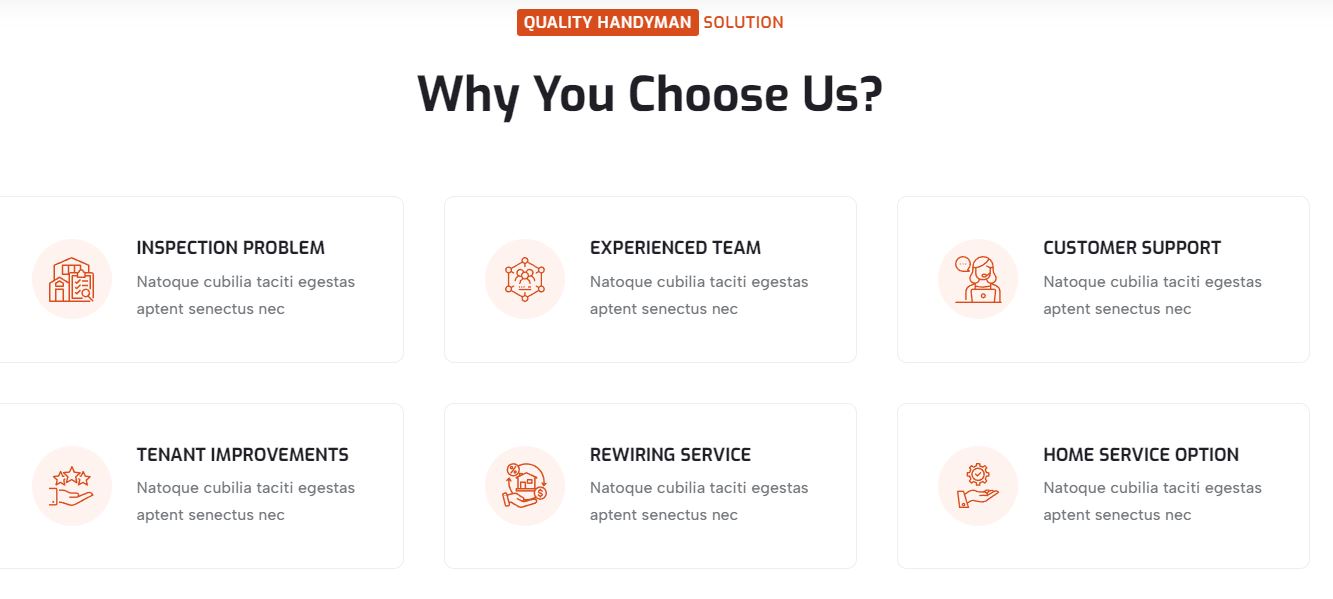 QUALITY HANDYMAN SOLUTION
Why You Choose Us?
INSPECTION PROBLEM
Natoque cubilia taciti egestas
aptent senectus nec
EXPERIENCED TEAM
Natoque cubilia taciti egestas
aptent senectus nec
CUSTOMER SUPPORT
Natoque cubilia taciti egestas
aptent senectus nec
TENANT IMPROVEMENTS
Natoque cubilia taciti egestas
aptent senectus nec
REWIRING SERVICE
Natoque cubilia taciti egestas
aptent senectus nec
HOME SERVICE OPTION
Natoque cubilia taciti egestas
aptent senectus nec